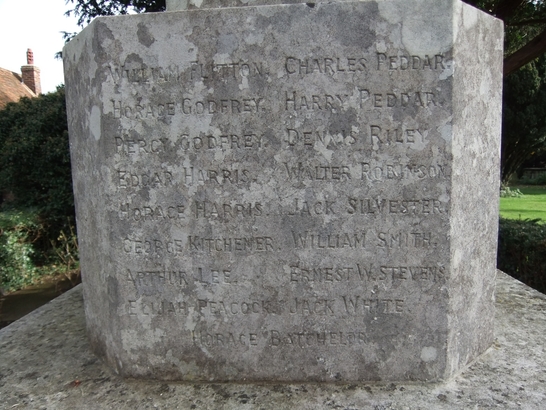 WILLIAM FLITTON. CHARLES PEDDAR.
HORACE GODFREY. HARRY PEDDAR.
PERCY GODFREY. DENNIS RILEY
EDGAR HARRIS. WALTER ROBINSON
HORACE HARRIS. JACK SILVESTER.
GEORGE KITCHENER. WILLIAM SMITH.
ARTHUR LEE. ERNEST W. STEVENS.
ELIJAH PEACOCK. JACK WHITE.
HORACE BATCHELOR